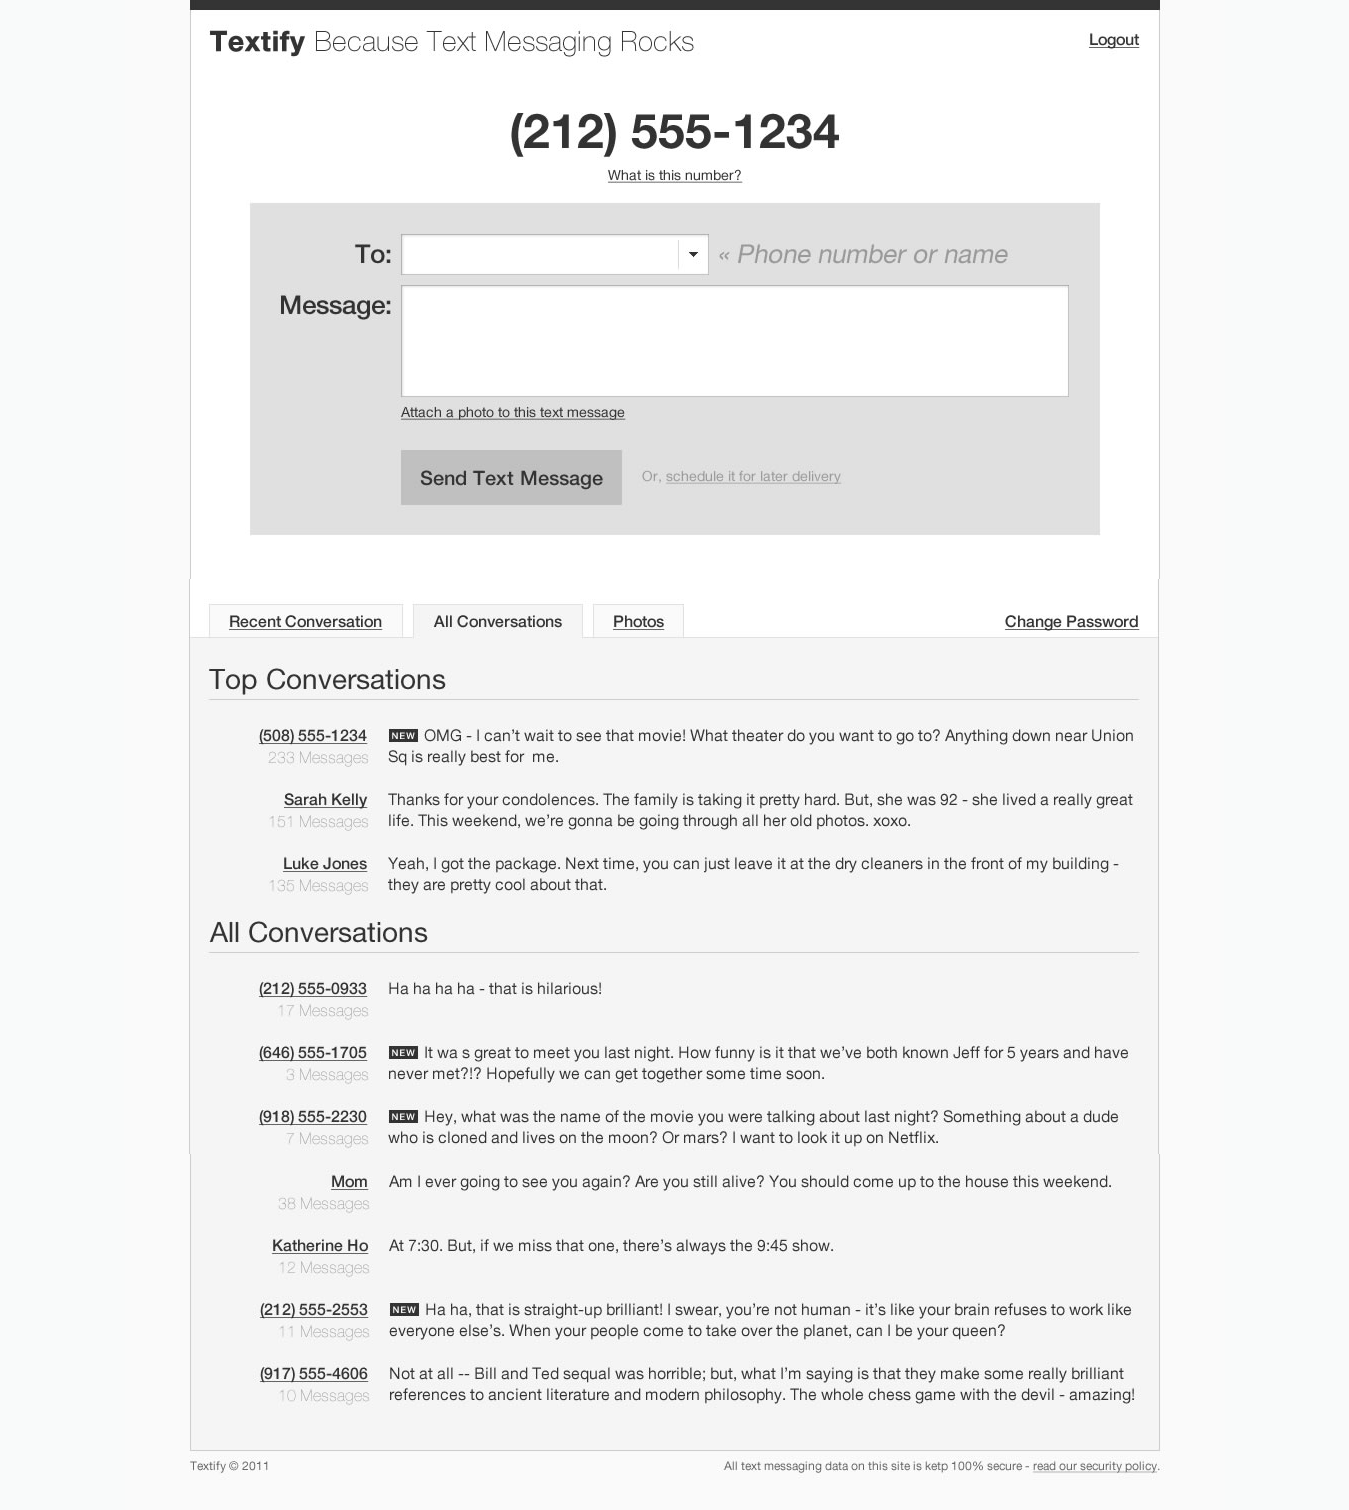 Textify Because Text Messaging Rocks
Logout
(212) 555-1234
What is this number?
To:
« Phone number or name
Message:
Attach a photo to this text message
Send Text Message
Or, schedule it for later delivery
Recent Conversation
All Conversations
Photos
Change Password
Top Conversations
(508) 555-1234
233 Messages
NEW OMG - I can’t wait to see that movie! What theater do you want to go to? Anything down near Union
Sq is really best for  me.
Sarah Kelly
151 Messages
Thanks for your condolences. The family is taking it pretty hard. But, she was 92 - she lived a really great
life. This weekend, we’re gonna be going through all her old photos. xoxo.
Luke Jones
135 Messages
Yeah, I got the package. Next time, you can just leave it at the dry cleaners in the front of my building -
they are pretty cool about that.
All Conversations
(212) 555-0933
17 Messages
Ha ha ha ha - that is hilarious!
(646) 555-1705
3 Messages
NEW It wa s great to meet you last night. How funny is it that we’ve both known Jeff for 5 years and have
never met?!? Hopefully we can get together some time soon.
(918) 555-2230
7 Messages
NEW Hey, what was the name of the movie you were talking about last night? Something about a dude
who is cloned and lives on the moon? Or mars? I want to look it up on Netflix.
Mom
38 Messages
Am I ever going to see you again? Are you still alive? You should come up to the house this weekend.
Katherine Ho
12 Messages
At 7:30. But, if we miss that one, there’s always the 9:45 show.
(212) 555-2553
11 Messages
NEW Ha ha, that is straight-up brilliant! I swear, you’re not human - it’s like your brain refuses to work like
everyone else’s. When your people come to take over the planet, can I be your queen?
(917) 555-4606
10 Messages
Not at all -- Bill and Ted sequal was horrible; but, what I’m saying is that they make some really brilliant
references to ancient literature and modern philosophy. The whole chess game with the devil - amazing!
Textify © 2011
All text messaging data on this site is ketp 100% secure - read our security policy.